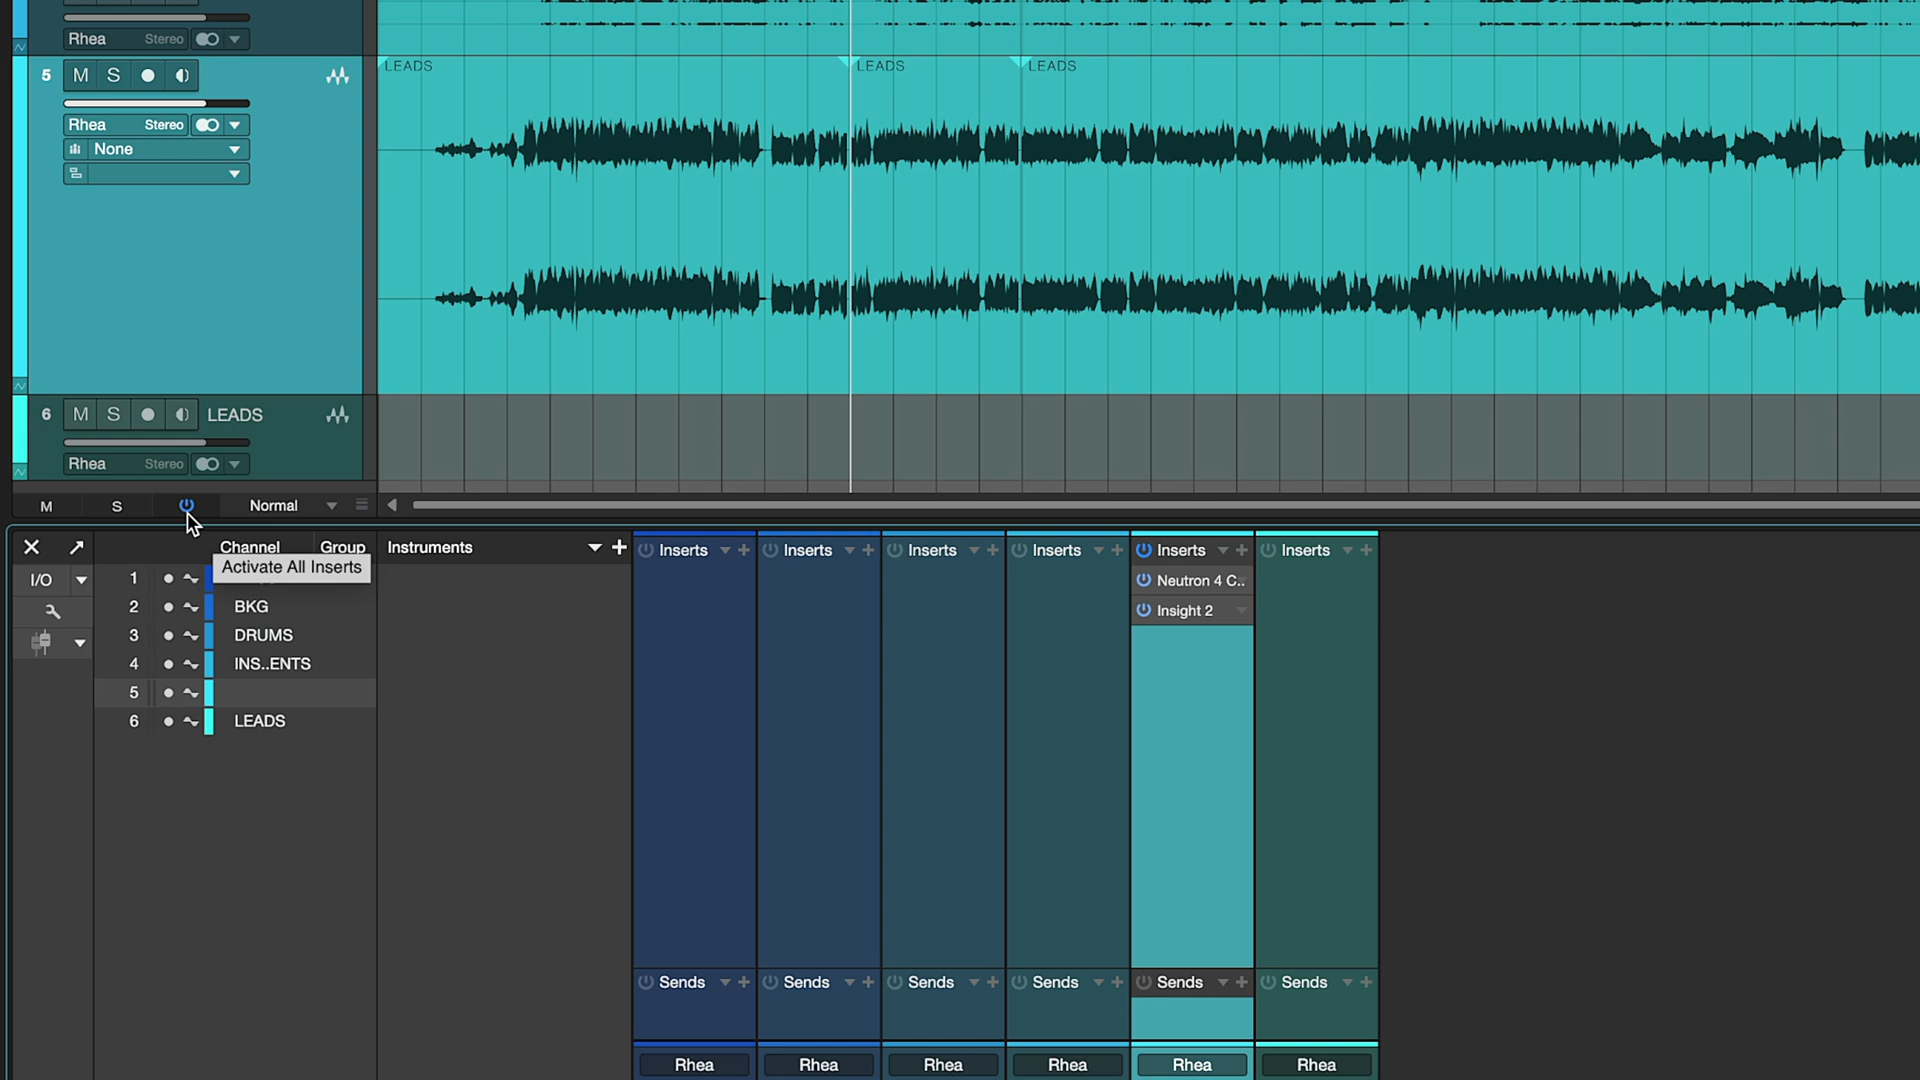 Rhea Stereo
LEADS LEADS LEADS
5 M S
Rhea Stereo
None
6 M S LEADS
Rhea Stereo
M S Normal
Channel Group Instruments
Activate All Inserts
I/O
1
2 BKG
3 DRUMS
4 INS..ENTS
5
6 LEADS
Inserts Inserts Inserts Inserts Inserts Inserts
Neutron 4 C..
Insight 2
Sends Sends Sends Sends Sends Sends
Rhea Rhea Rhea Rhea Rhea Rhea